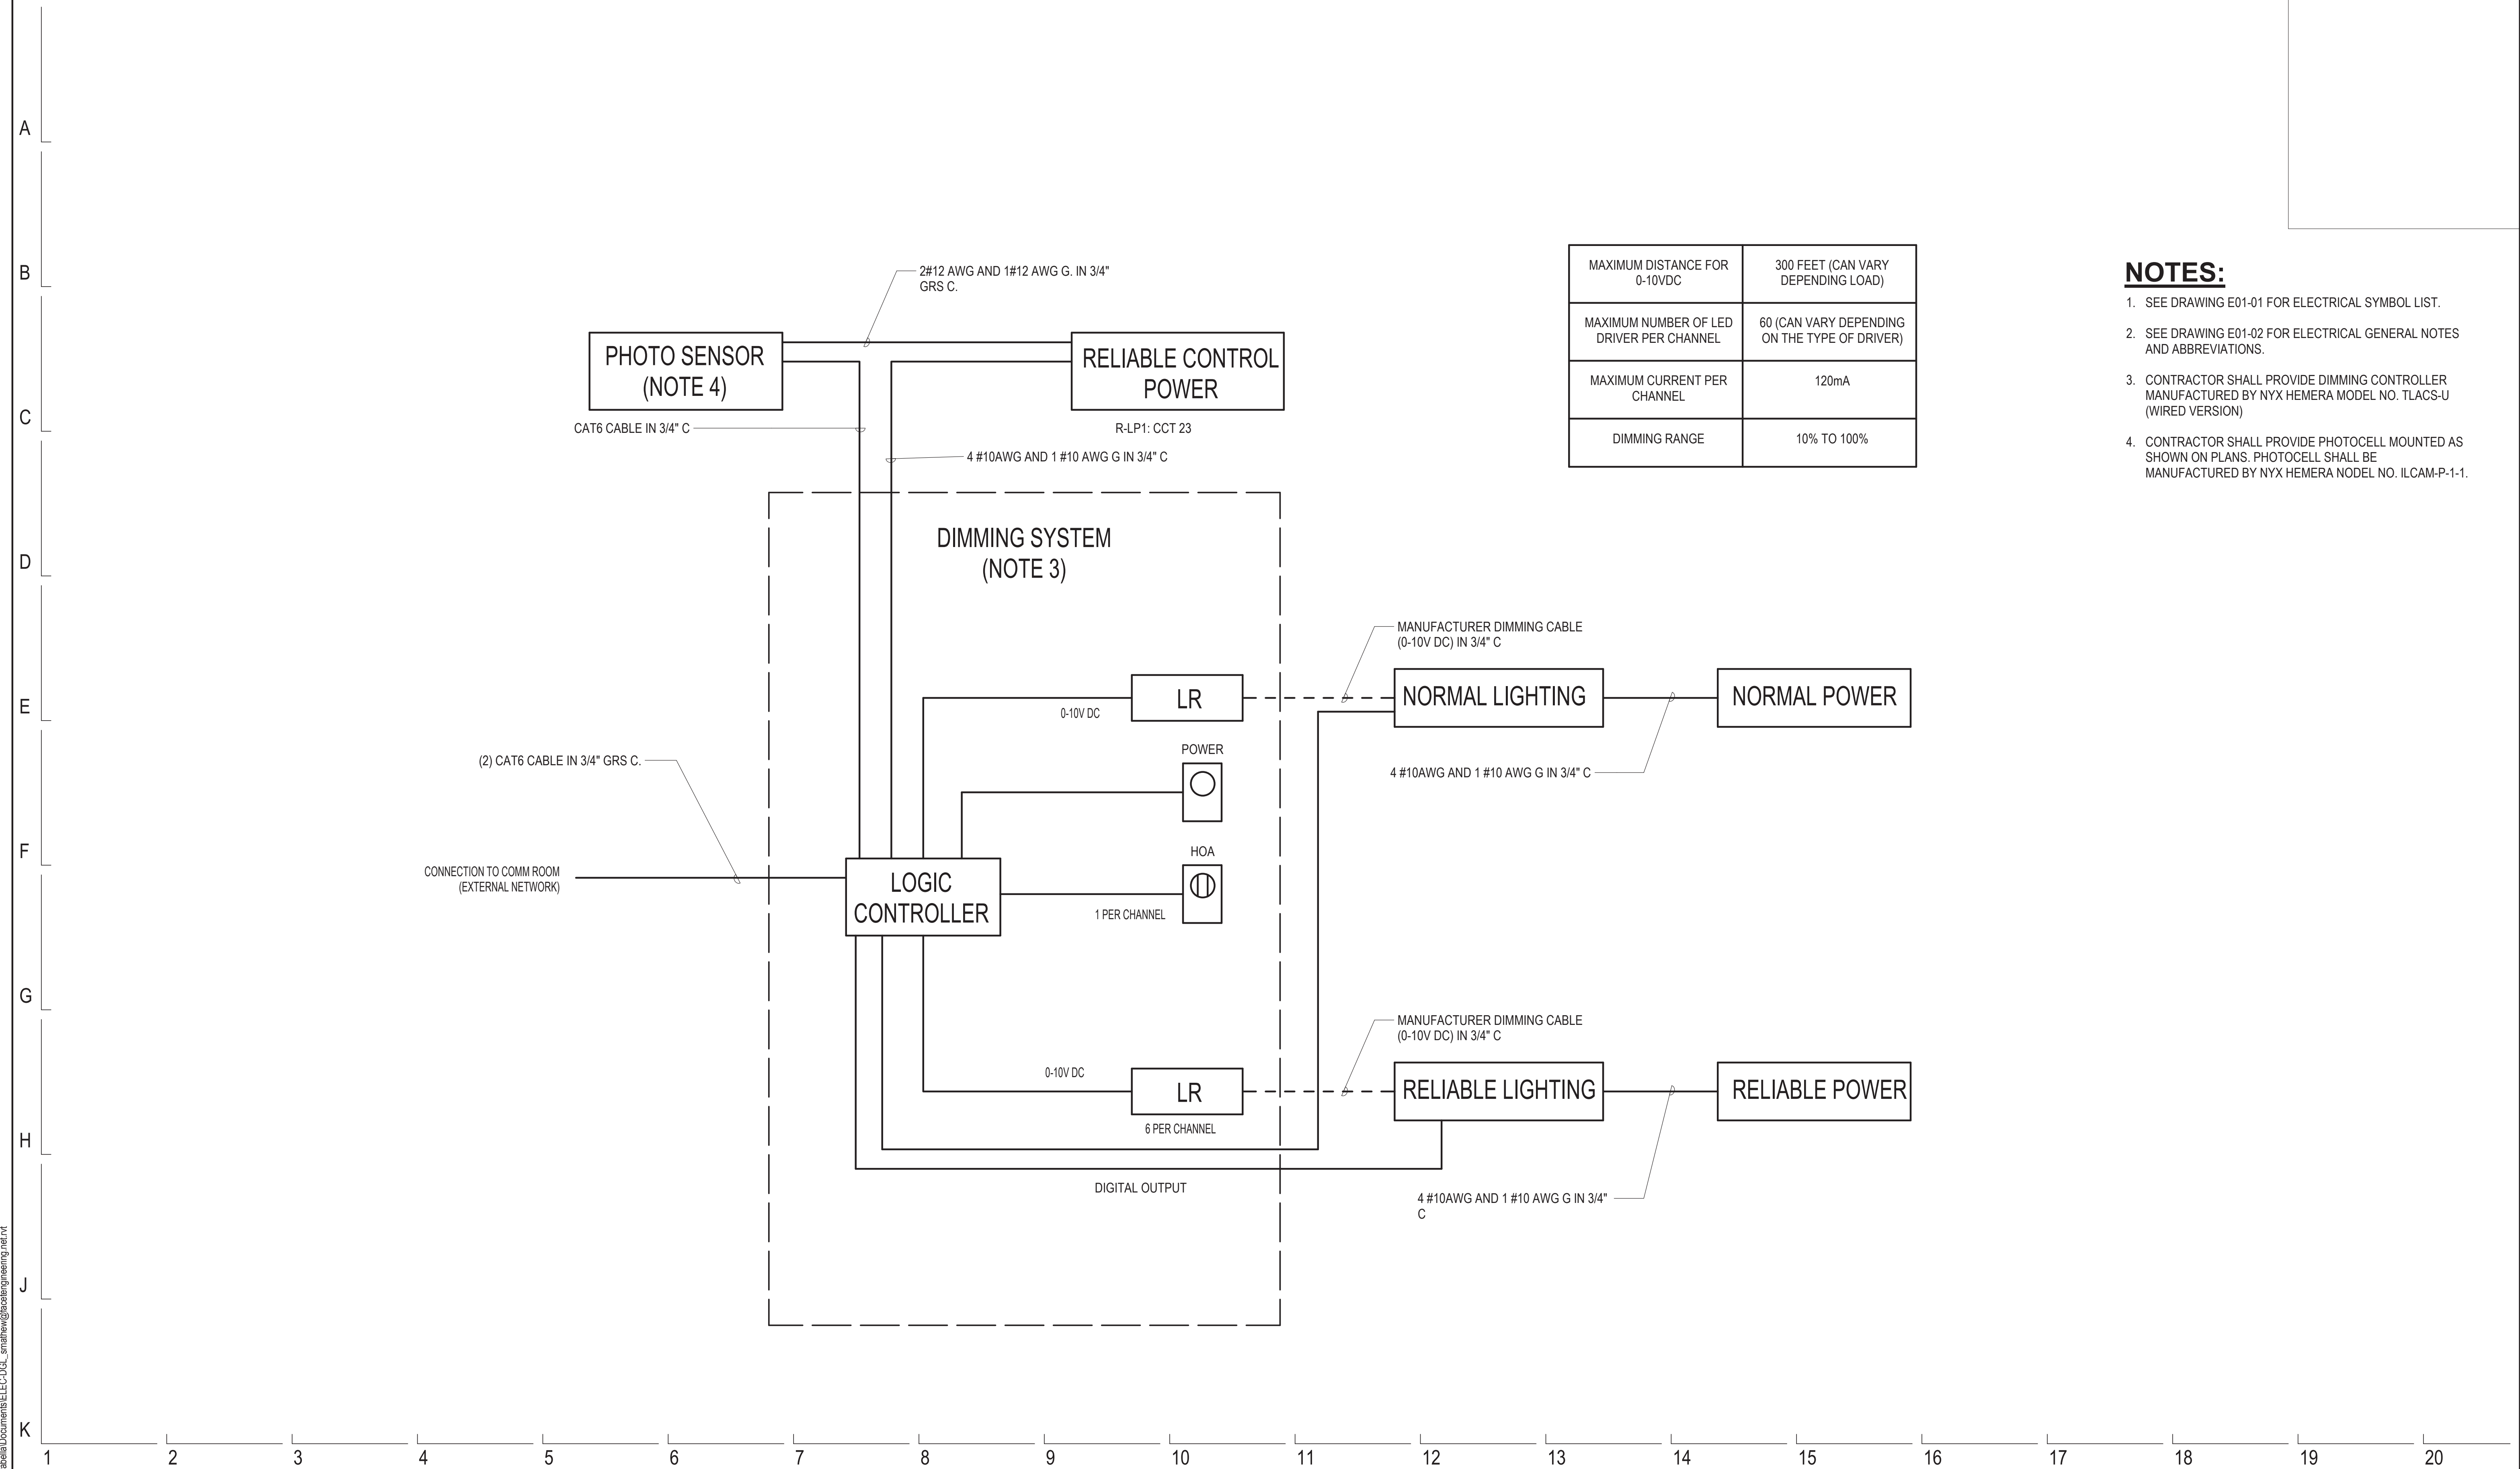 A
B
C
D
E
F
G
H
J
K
1
2
3
4
5
6
7
8
9
10
11
12
13
14
15
16
17
18
19
20
2#12 AWG AND 1#12 AWG G. IN 3/4"
GRS C.
PHOTO SENSOR
(NOTE 4)
RELIABLE CONTROL
POWER
R-LP1: CCT 23
CAT6 CABLE IN 3/4" C
4 #10AWG AND 1 #10 AWG G IN 3/4" C
DIMMING SYSTEM
(NOTE 3)
MANUFACTURER DIMMING CABLE
(0-10V DC) IN 3/4" C
LR
0-10V DC
NORMAL LIGHTING
NORMAL POWER
4 #10AWG AND 1 #10 AWG G IN 3/4" C
POWER
(2) CAT6 CABLE IN 3/4" GRS C.
CONNECTION TO COMM ROOM
(EXTERNAL NETWORK)
LOGIC
CONTROLLER
HOA
1 PER CHANNEL
MANUFACTURER DIMMING CABLE
(0-10V DC) IN 3/4" C
0-10V DC
LR
6 PER CHANNEL
RELIABLE LIGHTING
RELIABLE POWER
DIGITAL OUTPUT
4 #10AWG AND 1 #10 AWG G IN 3/4"
C
MAXIMUM DISTANCE FOR
0-10VDC
300 FEET (CAN VARY
DEPENDING LOAD)
MAXIMUM NUMBER OF LED
DRIVER PER CHANNEL
60 (CAN VARY DEPENDING
ON THE TYPE OF DRIVER)
MAXIMUM CURRENT PER
CHANNEL
120mA
DIMMING RANGE
10% TO 100%
NOTES:
1. SEE DRAWING E01-01 FOR ELECTRICAL SYMBOL LIST.
2. SEE DRAWING E01-02 FOR ELECTRICAL GENERAL NOTES
AND ABBREVIATIONS.
3. CONTRACTOR SHALL PROVIDE DIMMING CONTROLLER
MANUFACTURED BY NYX HEMERA MODEL NO. TLACS-U
(WIRED VERSION)
4. CONTRACTOR SHALL PROVIDE PHOTOCELL MOUNTED AS
SHOWN ON PLANS. PHOTOCELL SHALL BE
MANUFACTURED BY NYX HEMERA NODEL NO. ILCAM-P-1-1.